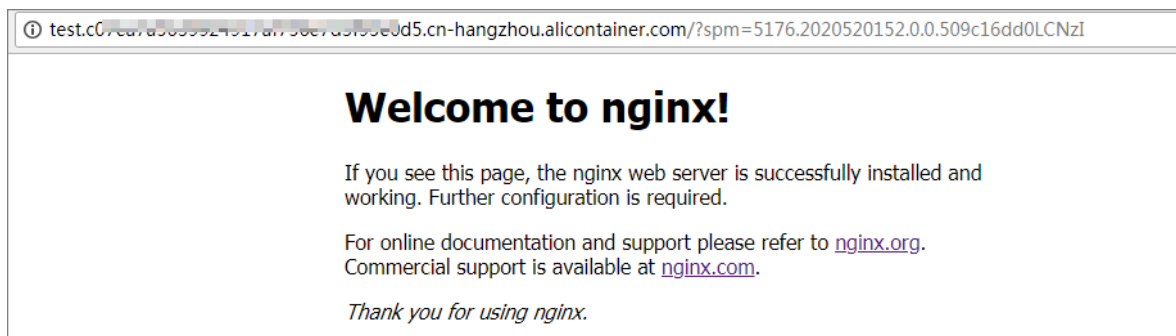 test.c0
0d5.cn-hangzhou.alicontainer.com/?spm=5176.2020520152.0.0.509c16dd0LCNzI
Welcome to nginx!
If you see this page, the nginx web server is successfully installed and
working. Further configuration is required.
For online documentation and support please refer to nginx.org.
Commercial support is available at nginx.com.
Thank you for using nginx.